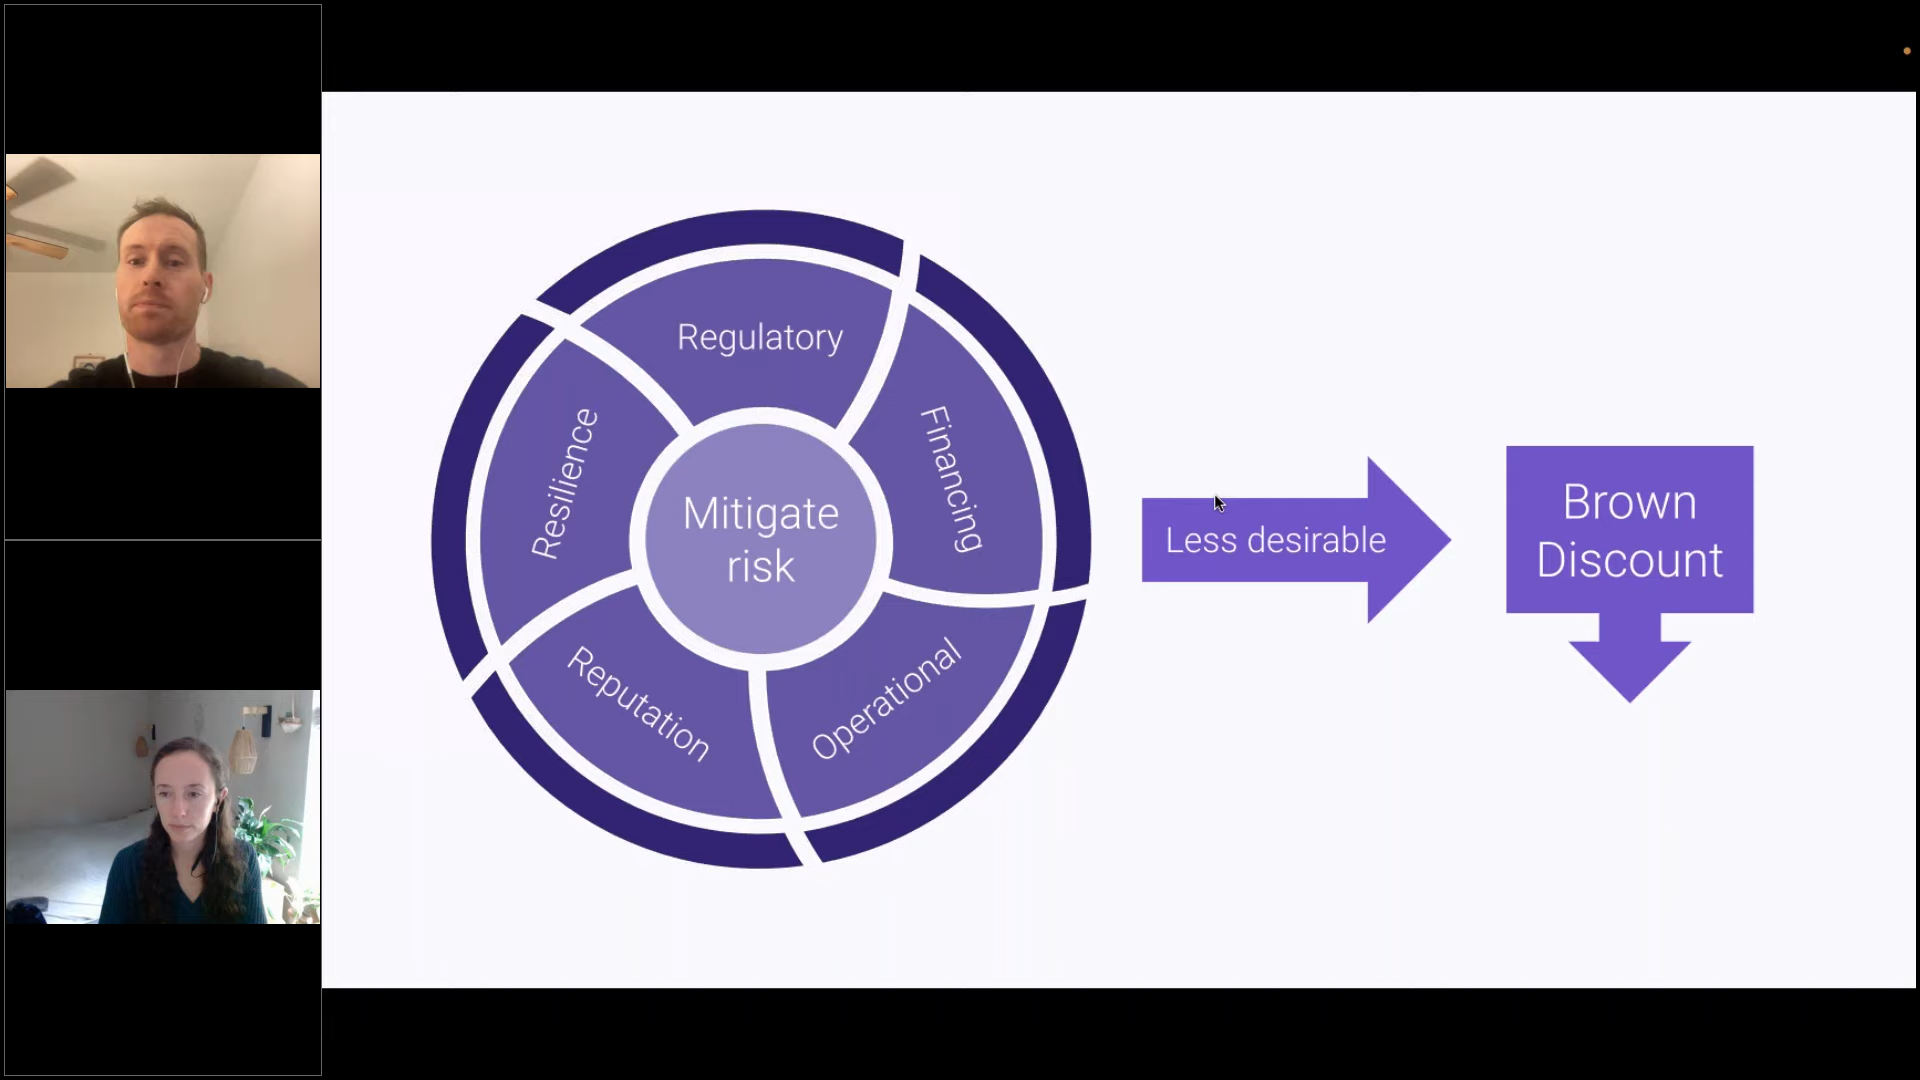 Regulatory
Financing
Operational
Reputation
Resilience
Mitigate
risk
Less desirable
Brown
Discount